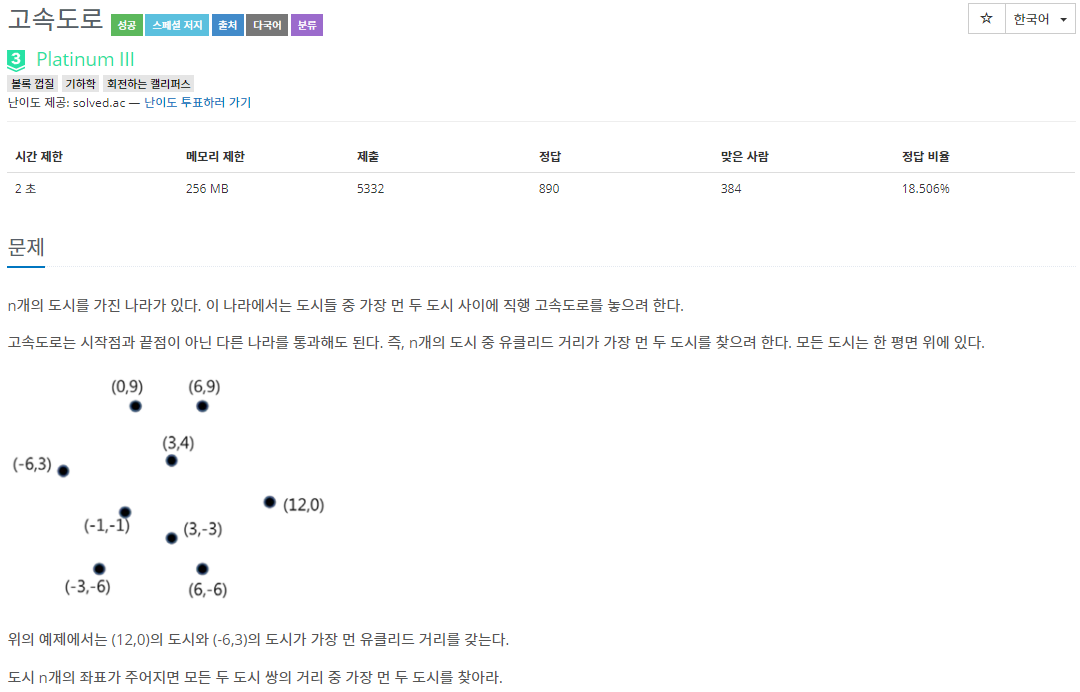 고속도로 성공 스페셜 저지 출처 다국어 분류 ☆ 한국어
3 Platinum III
볼록 껍질 기하학 회전하는 캘리퍼스
난이도 제공: solved.ac — 난이도 투표하러 가기
시간 제한 메모리 제한 제출 정답 맞은 사람 정답 비율
2 초 256 MB 5332 890 384 18.506%
문제
n개의 도시를 가진 나라가 있다. 이 나라에서는 도시들 중 가장 먼 두 도시 사이에 직행 고속도로를 놓으려 한다.
고속도로는 시작점과 끝점이 아닌 다른 나라를 통과해도 된다. 즉, n개의 도시 중 유클리드 거리가 가장 먼 두 도시를 찾으려 한다. 모든 도시는 한 평면 위에 있다.
(0,9) (6,9)
(3,4)
(-6,3)
(12,0)
(-1,-1) (3,-3)
(-3,-6) (6,-6)
위의 예제에서는 (12,0)의 도시와 (-6,3)의 도시가 가장 먼 유클리드 거리를 갖는다.
도시 n개의 좌표가 주어지면 모든 두 도시 쌍의 거리 중 가장 먼 두 도시를 찾아라.